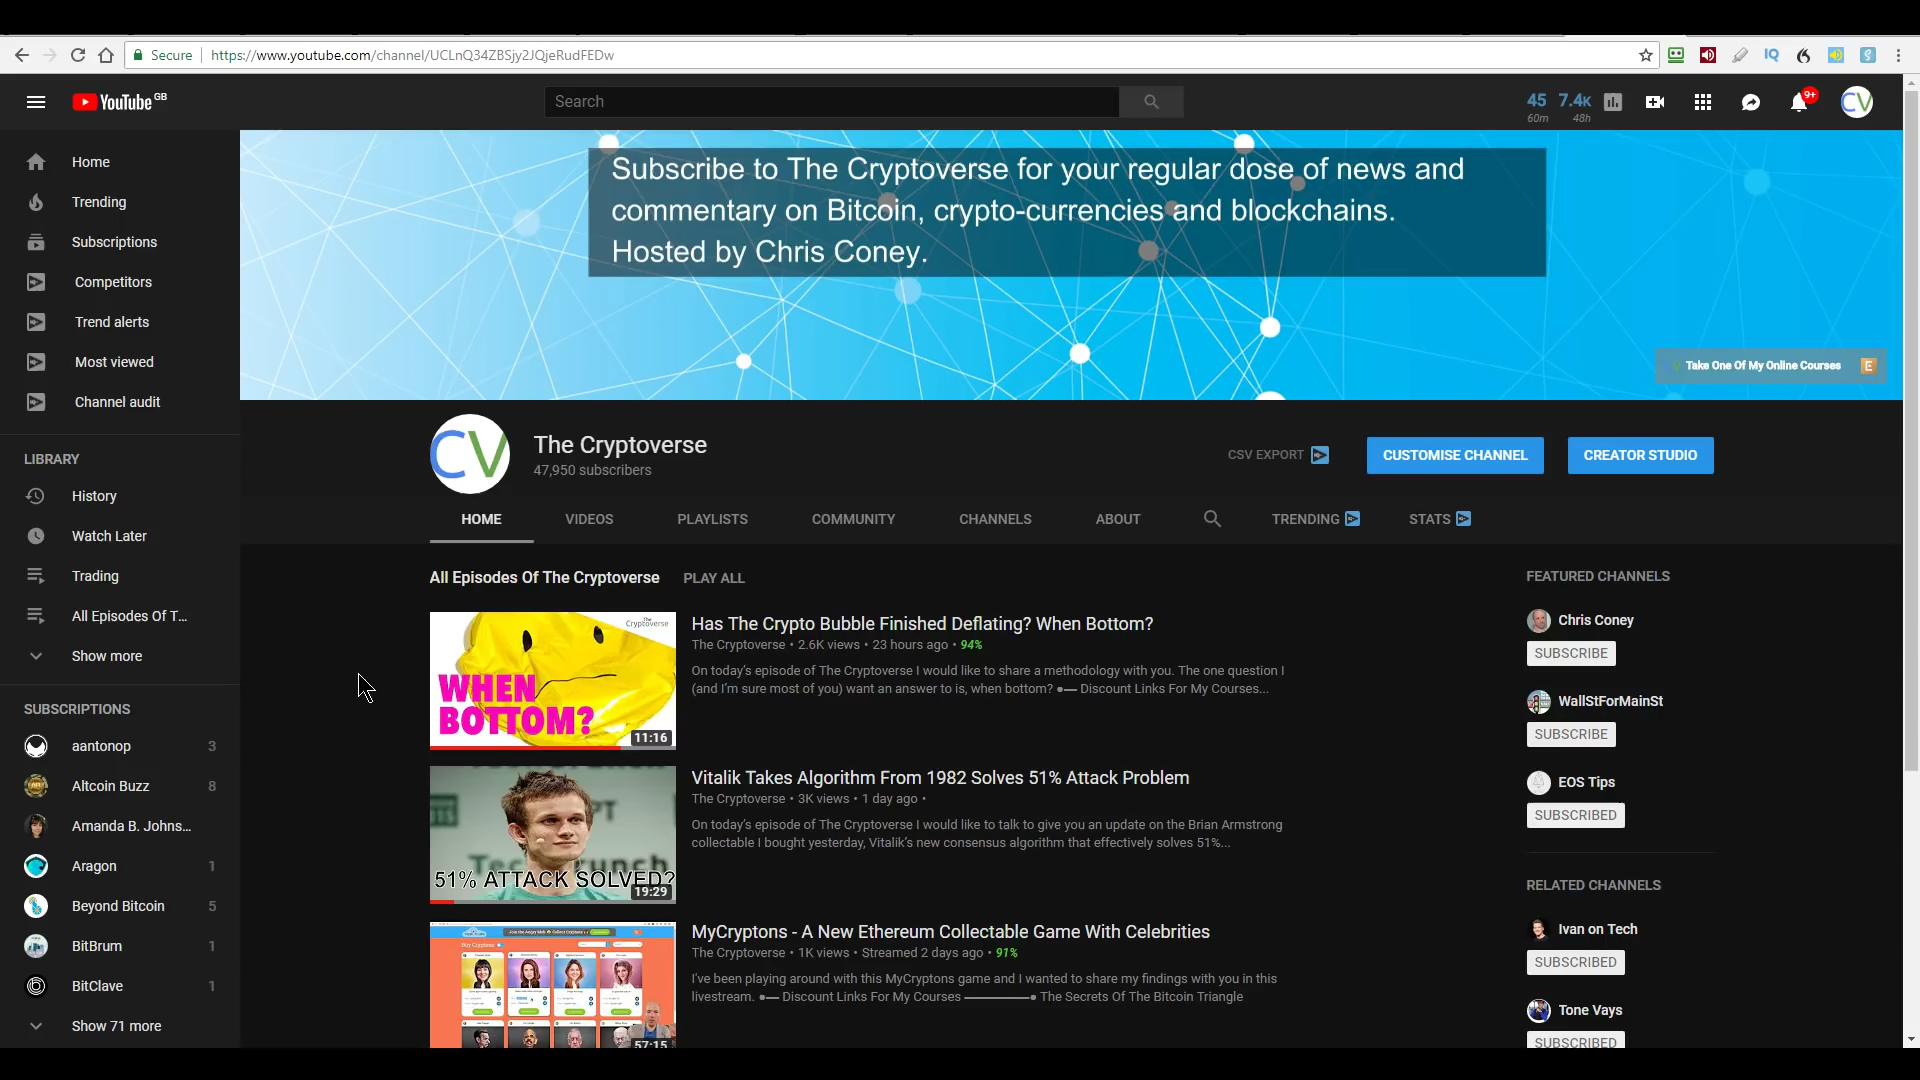 Secure
https://www.youtube.com/channel/UCLnQ34ZBSjy2JQjeRudFEDw
IQ
YouTube GB
Search
45 7.4K
60m 48h
9+
CV
Home
Trending
Subscriptions
Competitors
Trend alerts
Most viewed
Channel audit
LIBRARY
History
Watch Later
Trading
All Episodes Of T...
Show more
SUBSCRIPTIONS
aantonop 3
Altcoin Buzz 8
Amanda B. Johns...
Aragon 1
Beyond Bitcoin 5
BitBrum 1
BitClave 1
Show 71 more
Subscribe to The Cryptoverse for your regular dose of news and
commentary on Bitcoin, crypto-currencies and blockchains.
Hosted by Chris Coney.
Take One Of My Online Courses
E
CV
The Cryptoverse
47,950 subscribers
CSV EXPORT
CUSTOMISE CHANNEL
CREATOR STUDIO
HOME VIDEOS PLAYLISTS COMMUNITY CHANNELS ABOUT TRENDING STATS
All Episodes Of The Cryptoverse PLAY ALL
The Cryptoverse
WHEN
BOTTOM?
11:16
Has The Crypto Bubble Finished Deflating? When Bottom?
The Cryptoverse • 2.6K views • 23 hours ago • 94%
On today's episode of The Cryptoverse I would like to share a methodology with you. The one question I
(and I'm sure most of you) want an answer to is, when bottom? ●— Discount Links For My Courses...
51% ATTACK SOLVED?
19:29
Vitalik Takes Algorithm From 1982 Solves 51% Attack Problem
The Cryptoverse • 3K views • 1 day ago •
On today's episode of The Cryptoverse I would like to talk to give you an update on the Brian Armstrong
collectable I bought yesterday, Vitalik's new consensus algorithm that effectively solves 51%...
57:15
MyCryptons - A New Ethereum Collectable Game With Celebrities
The Cryptoverse • 1K views • Streamed 2 days ago • 91%
I've been playing around with this MyCryptons game and I wanted to share my findings with you in this
livestream. ●— Discount Links For My Courses —————● The Secrets Of The Bitcoin Triangle
FEATURED CHANNELS
Chris Coney
SUBSCRIBE
WallStForMainSt
SUBSCRIBE
EOS Tips
SUBSCRIBED
RELATED CHANNELS
Ivan on Tech
SUBSCRIBED
Tone Vays
SUBSCRIBED